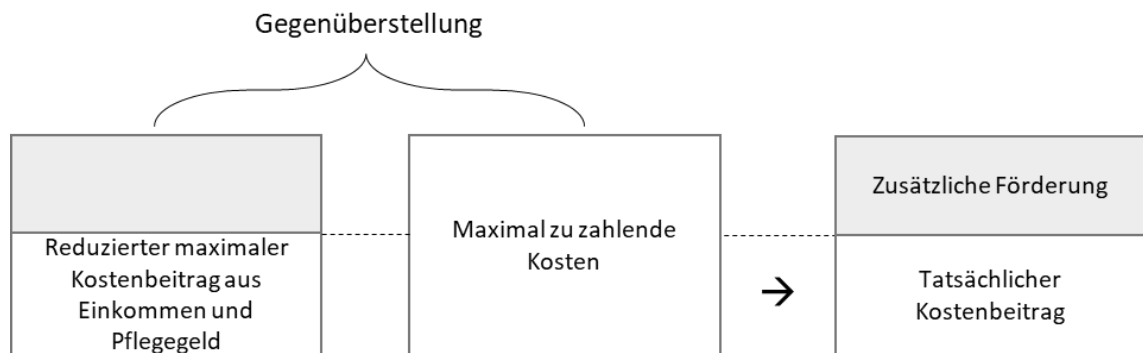 Gegenüberstellung
Reduzierter maximaler
Kostenbeitrag aus
Einkommen und
Pflegegeld
Maximal zu zahlende
Kosten
Zusätzliche Förderung
Tatsächlicher
Kostenbeitrag